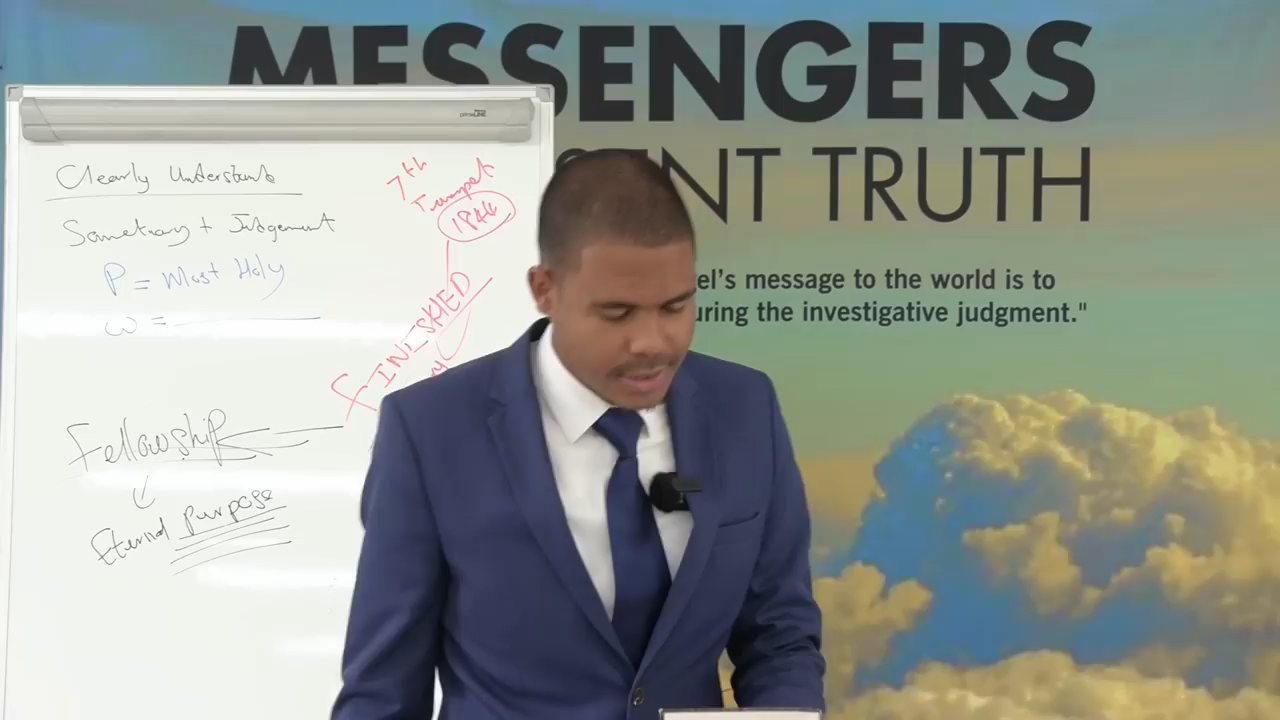 MESSENGERS
ENT TRUTH
el's message to the world is to
uring the investigative judgment."
Clearly Understand
Sanctuary + Judgement
P = Most Holy
W =
7th
Trumpet
1844
FINISHED
Fellowship
Eternal Purpose